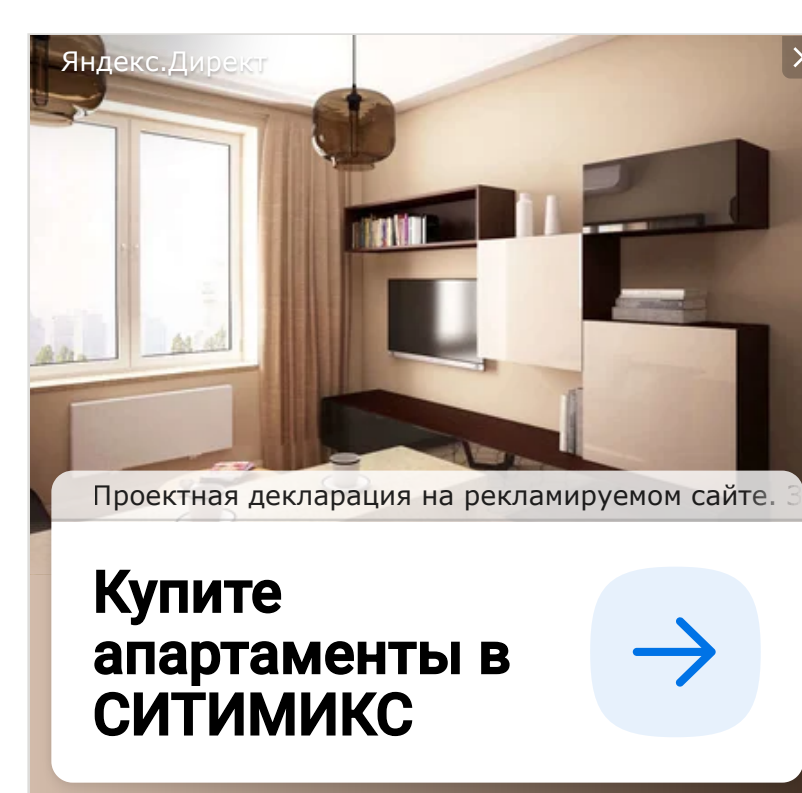 Яндекс.Директ
Проектная декларация на рекламируемом сайте.
Купите
апартаменты в
СИТИМИКС